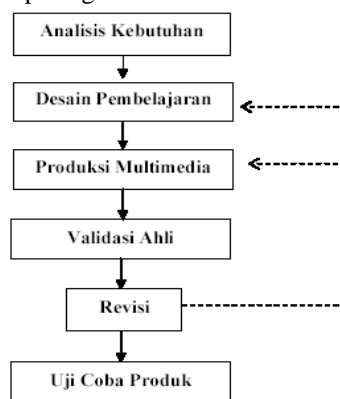 Analisis Kebutuhan
Desain Pembelajaran
Produksi Multimedia
Validasi Ahli
Revisi
Uji Coba Produk